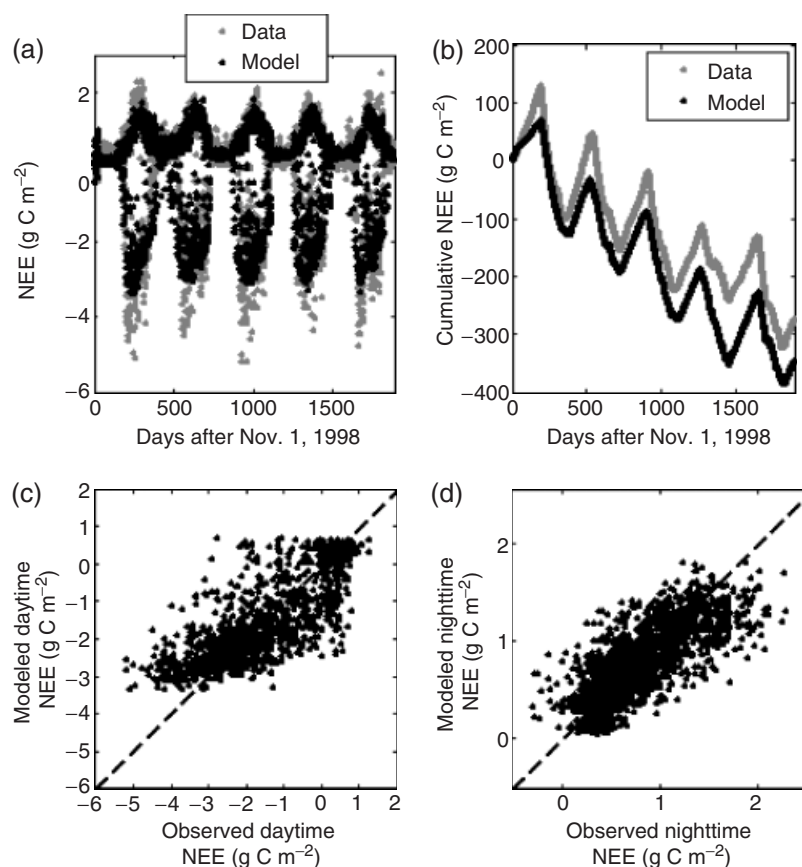 (a)
Data
Model
2
0
−2
−4
−6
NEE (g C m−2)
0 500 1000 1500
Days after Nov. 1, 1998
(b)
Data
Model
200
100
0
−100
−200
−300
−400
Cumulative NEE (g C m−2)
0 500 1000 1500
Days after Nov. 1, 1998
(c)
2
1
0
−1
−2
−3
−4
−5
−6
Modeled daytime
NEE (g C m−2)
−6 −5 −4 −3 −2 −1 0 1 2
Observed daytime
NEE (g C m−2)
(d)
2
1
0
Modeled nighttime
NEE (g C m−2)
0 1 2
Observed nighttime
NEE (g C m−2)